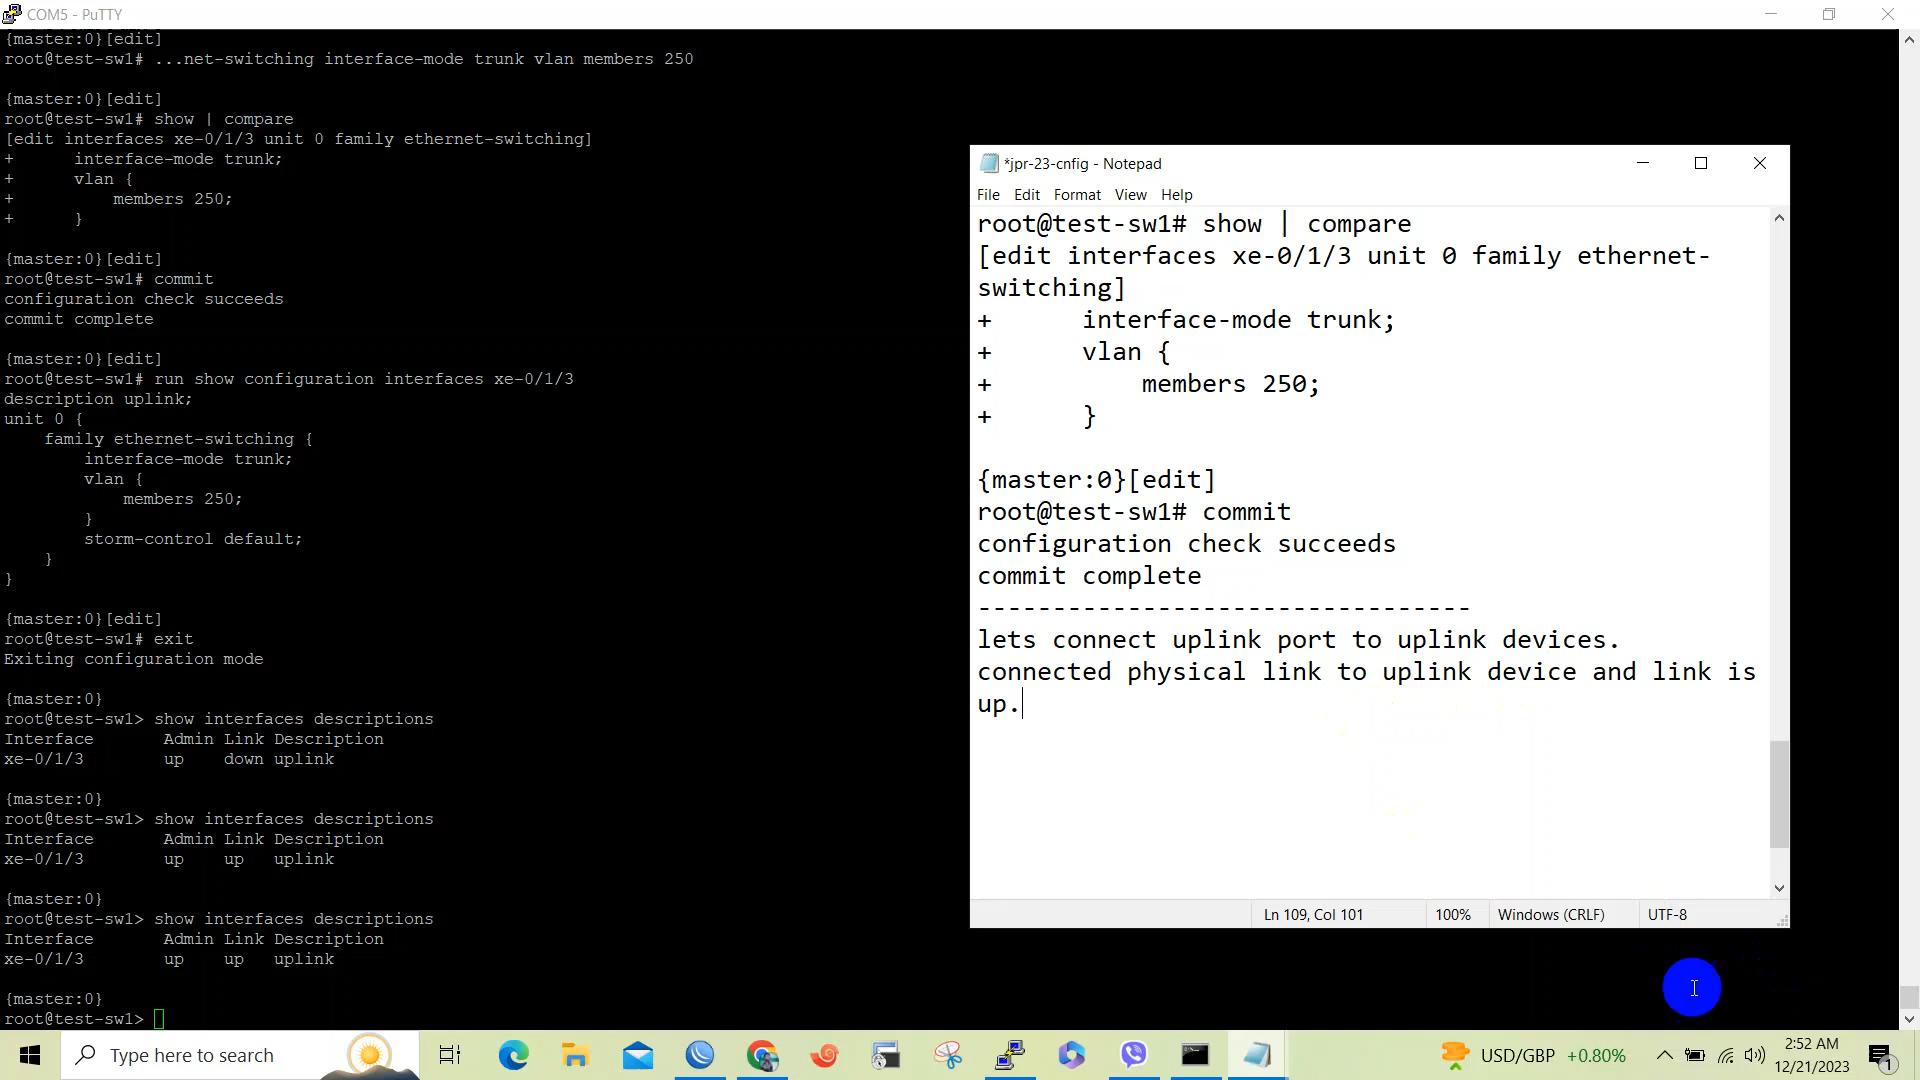 COM5 - PuTTY
{master:0}[edit]
root@test-sw1# ...net-switching interface-mode trunk vlan members 250
{master:0}[edit]
root@test-sw1# show | compare
[edit interfaces xe-0/1/3 unit 0 family ethernet-switching]
+      interface-mode trunk;
+      vlan {
+          members 250;
+      }
{master:0}[edit]
root@test-sw1# commit
configuration check succeeds
commit complete
{master:0}[edit]
root@test-sw1# run show configuration interfaces xe-0/1/3
description uplink;
unit 0 {
    family ethernet-switching {
        interface-mode trunk;
        vlan {
            members 250;
        }
        storm-control default;
    }
}
{master:0}[edit]
root@test-sw1# exit
Exiting configuration mode
{master:0}
root@test-sw1> show interfaces descriptions
Interface       Admin Link Description
xe-0/1/3        up    down uplink
{master:0}
root@test-sw1> show interfaces descriptions
Interface       Admin Link Description
xe-0/1/3        up    up   uplink
{master:0}
root@test-sw1> show interfaces descriptions
Interface       Admin Link Description
xe-0/1/3        up    up   uplink
{master:0}
root@test-sw1>
*jpr-23-cnfig - Notepad
File Edit Format View Help
root@test-sw1# show | compare
[edit interfaces xe-0/1/3 unit 0 family ethernet-
switching]
+      interface-mode trunk;
+      vlan {
+          members 250;
+      }
{master:0}[edit]
root@test-sw1# commit
configuration check succeeds
commit complete
---------------------------------
lets connect uplink port to uplink devices.
connected physical link to uplink device and link is
up.
Ln 109, Col 101 100% Windows (CRLF) UTF-8
Type here to search
USD/GBP +0.80%
2:52 AM
12/21/2023
1